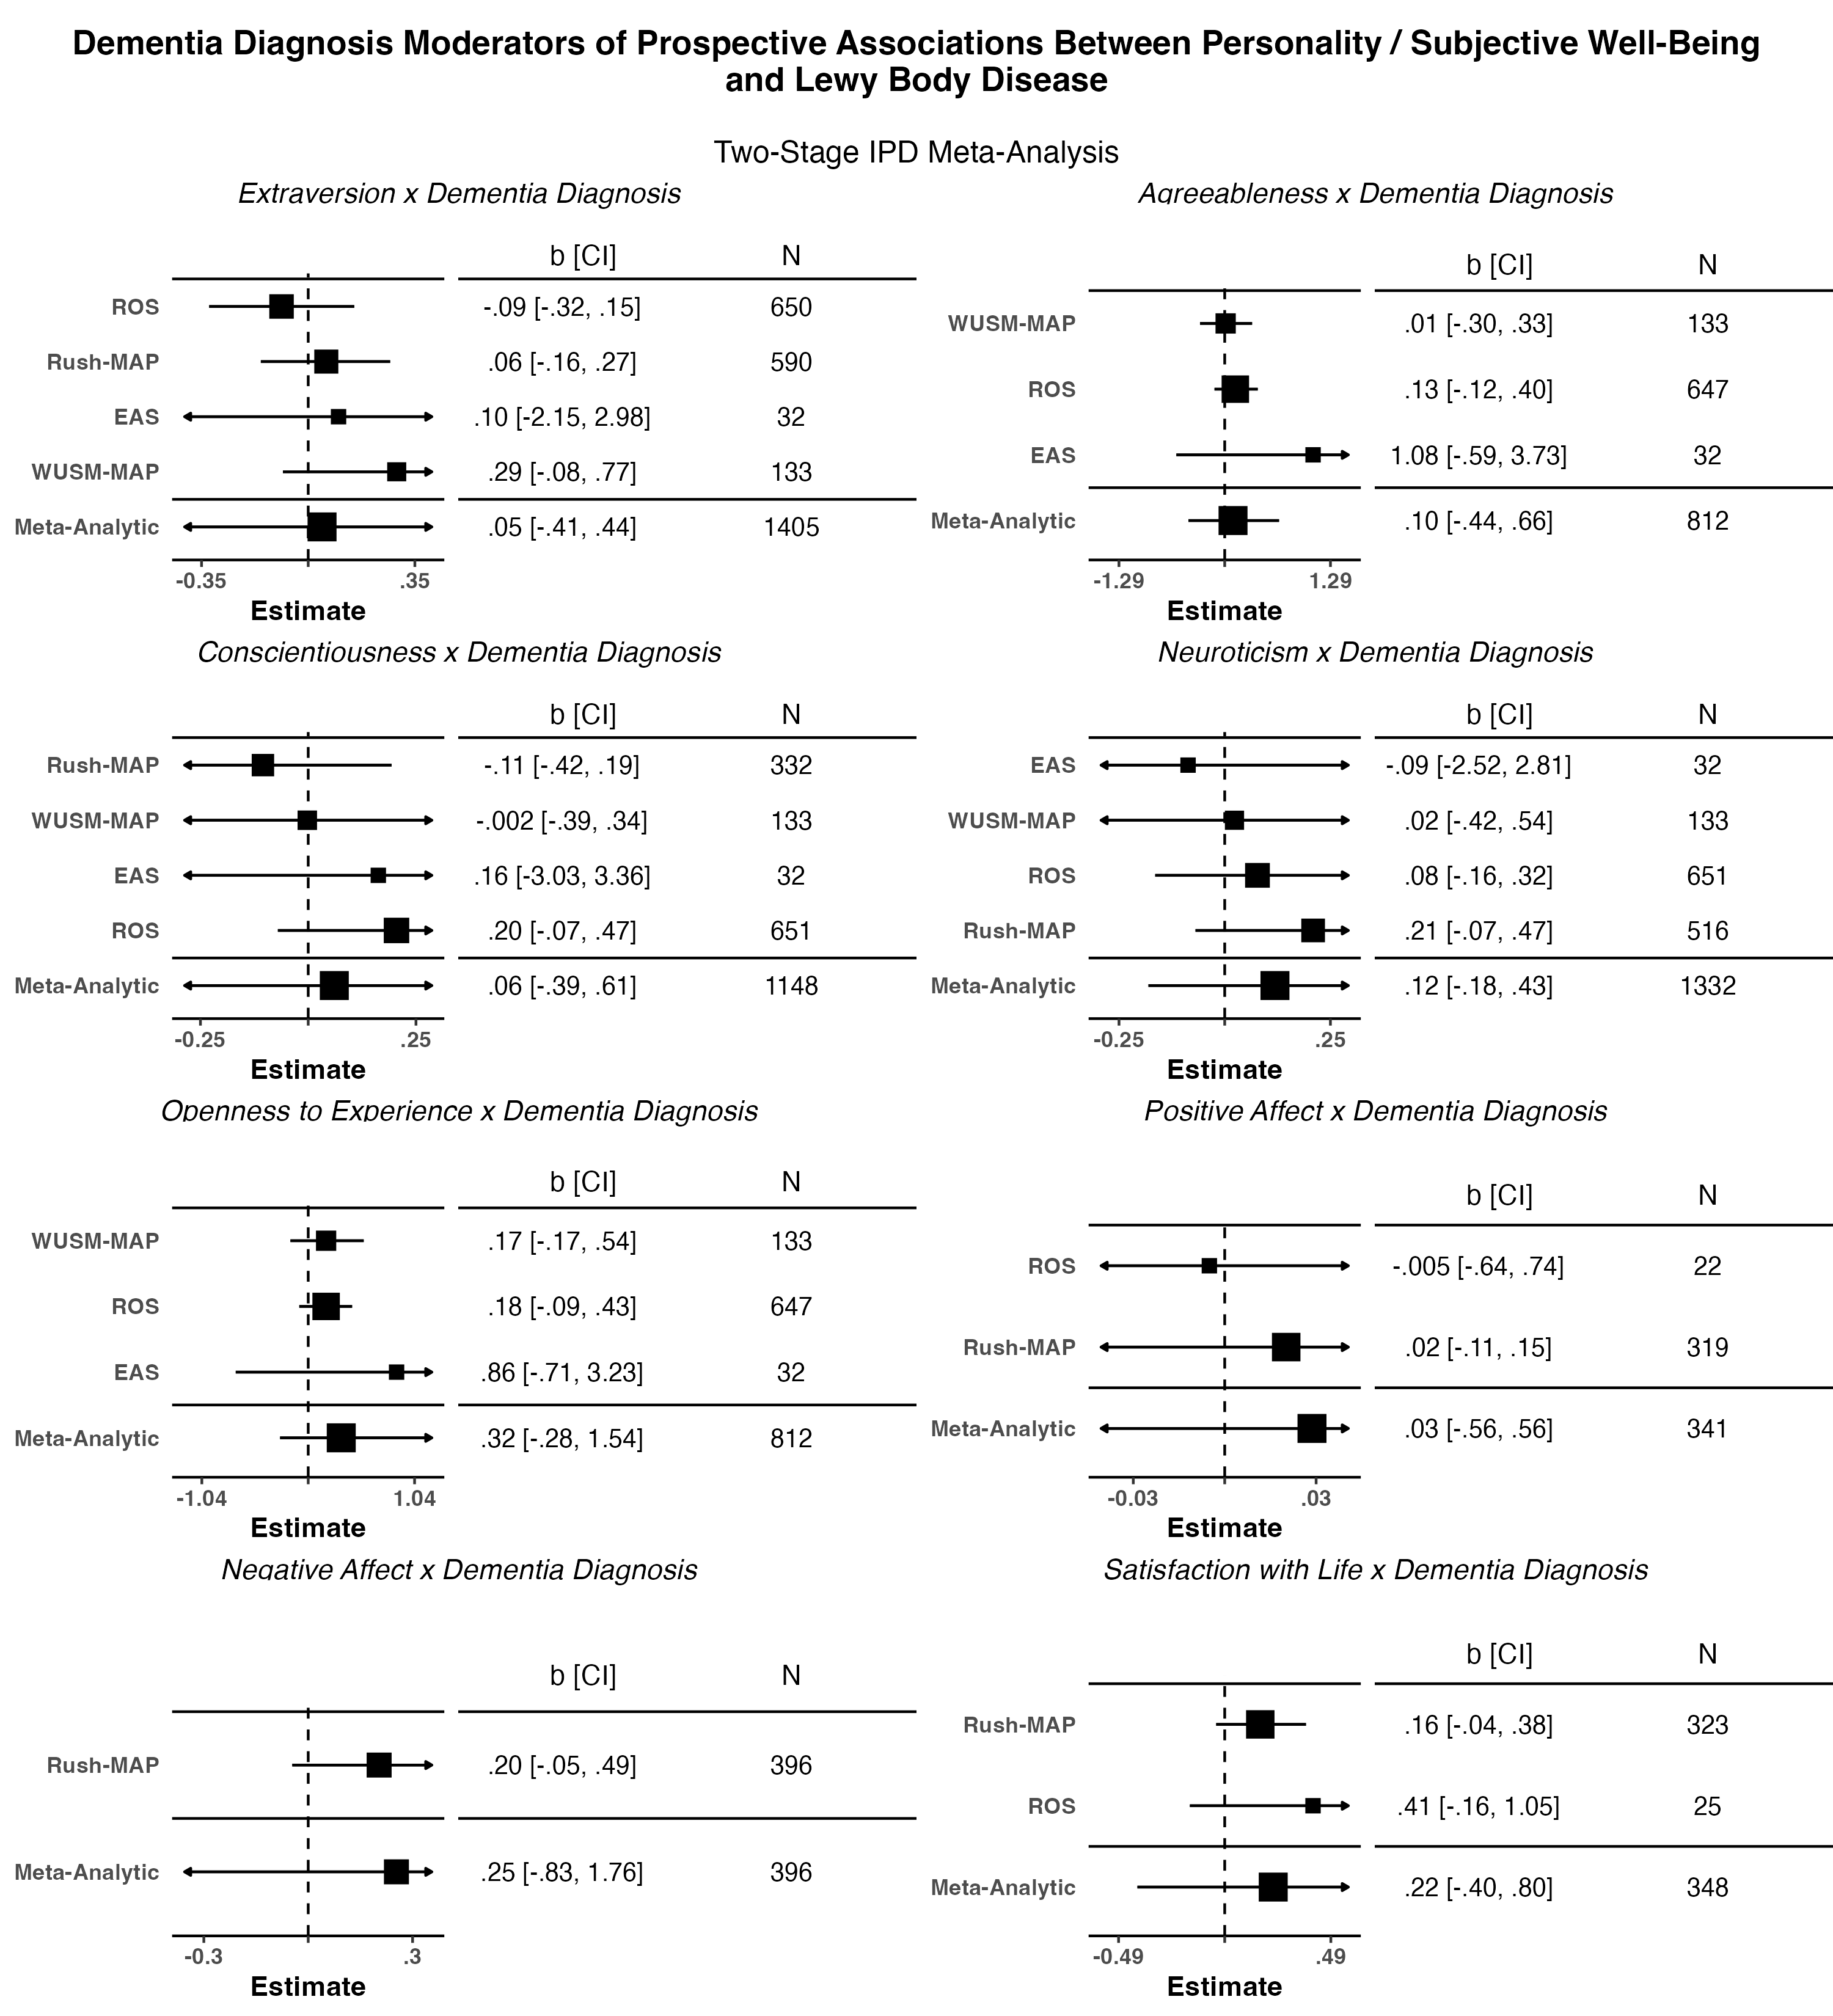 Dementia Diagnosis Moderators of Prospective Associations Between Personality / Subjective Well-Being
and Lewy Body Disease
Two-Stage IPD Meta-Analysis
Extraversion x Dementia Diagnosis
b [CI] N
ROS -.09 [-.32, .15] 650
Rush-MAP .06 [-.16, .27] 590
EAS .10 [-2.15, 2.98] 32
WUSM-MAP .29 [-.08, .77] 133
Meta-Analytic .05 [-.41, .44] 1405
-0.35 .35
Estimate
Agreeableness x Dementia Diagnosis
b [CI] N
WUSM-MAP .01 [-.30, .33] 133
ROS .13 [-.12, .40] 647
EAS 1.08 [-.59, 3.73] 32
Meta-Analytic .10 [-.44, .66] 812
-1.29 1.29
Estimate
Conscientiousness x Dementia Diagnosis
b [CI] N
Rush-MAP -.11 [-.42, .19] 332
WUSM-MAP -.002 [-.39, .34] 133
EAS .16 [-3.03, 3.36] 32
ROS .20 [-.07, .47] 651
Meta-Analytic .06 [-.39, .61] 1148
-0.25 .25
Estimate
Neuroticism x Dementia Diagnosis
b [CI] N
EAS -.09 [-2.52, 2.81] 32
WUSM-MAP .02 [-.42, .54] 133
ROS .08 [-.16, .32] 651
Rush-MAP .21 [-.07, .47] 516
Meta-Analytic .12 [-.18, .43] 1332
-0.25 .25
Estimate
Openness to Experience x Dementia Diagnosis
b [CI] N
WUSM-MAP .17 [-.17, .54] 133
ROS .18 [-.09, .43] 647
EAS .86 [-.71, 3.23] 32
Meta-Analytic .32 [-.28, 1.54] 812
-1.04 1.04
Estimate
Positive Affect x Dementia Diagnosis
b [CI] N
ROS -.005 [-.64, .74] 22
Rush-MAP .02 [-.11, .15] 319
Meta-Analytic .03 [-.56, .56] 341
-0.03 .03
Estimate
Negative Affect x Dementia Diagnosis
b [CI] N
Rush-MAP .20 [-.05, .49] 396
Meta-Analytic .25 [-.83, 1.76] 396
-0.3 .3
Estimate
Satisfaction with Life x Dementia Diagnosis
b [CI] N
Rush-MAP .16 [-.04, .38] 323
ROS .41 [-.16, 1.05] 25
Meta-Analytic .22 [-.40, .80] 348
-0.49 .49
Estimate